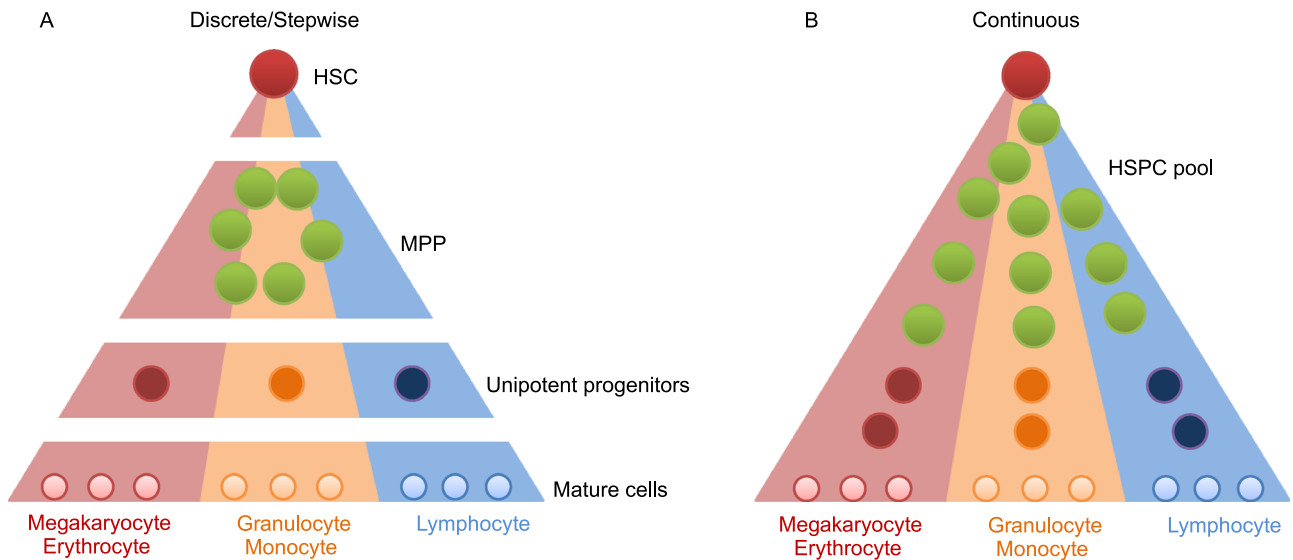 A
Discrete/Stepwise
HSC
MPP
Unipotent progenitors
Mature cells
Megakaryocyte
Erythrocyte
Granulocyte
Monocyte
Lymphocyte
B
Continuous
HSPC pool
Megakaryocyte
Erythrocyte
Granulocyte
Monocyte
Lymphocyte